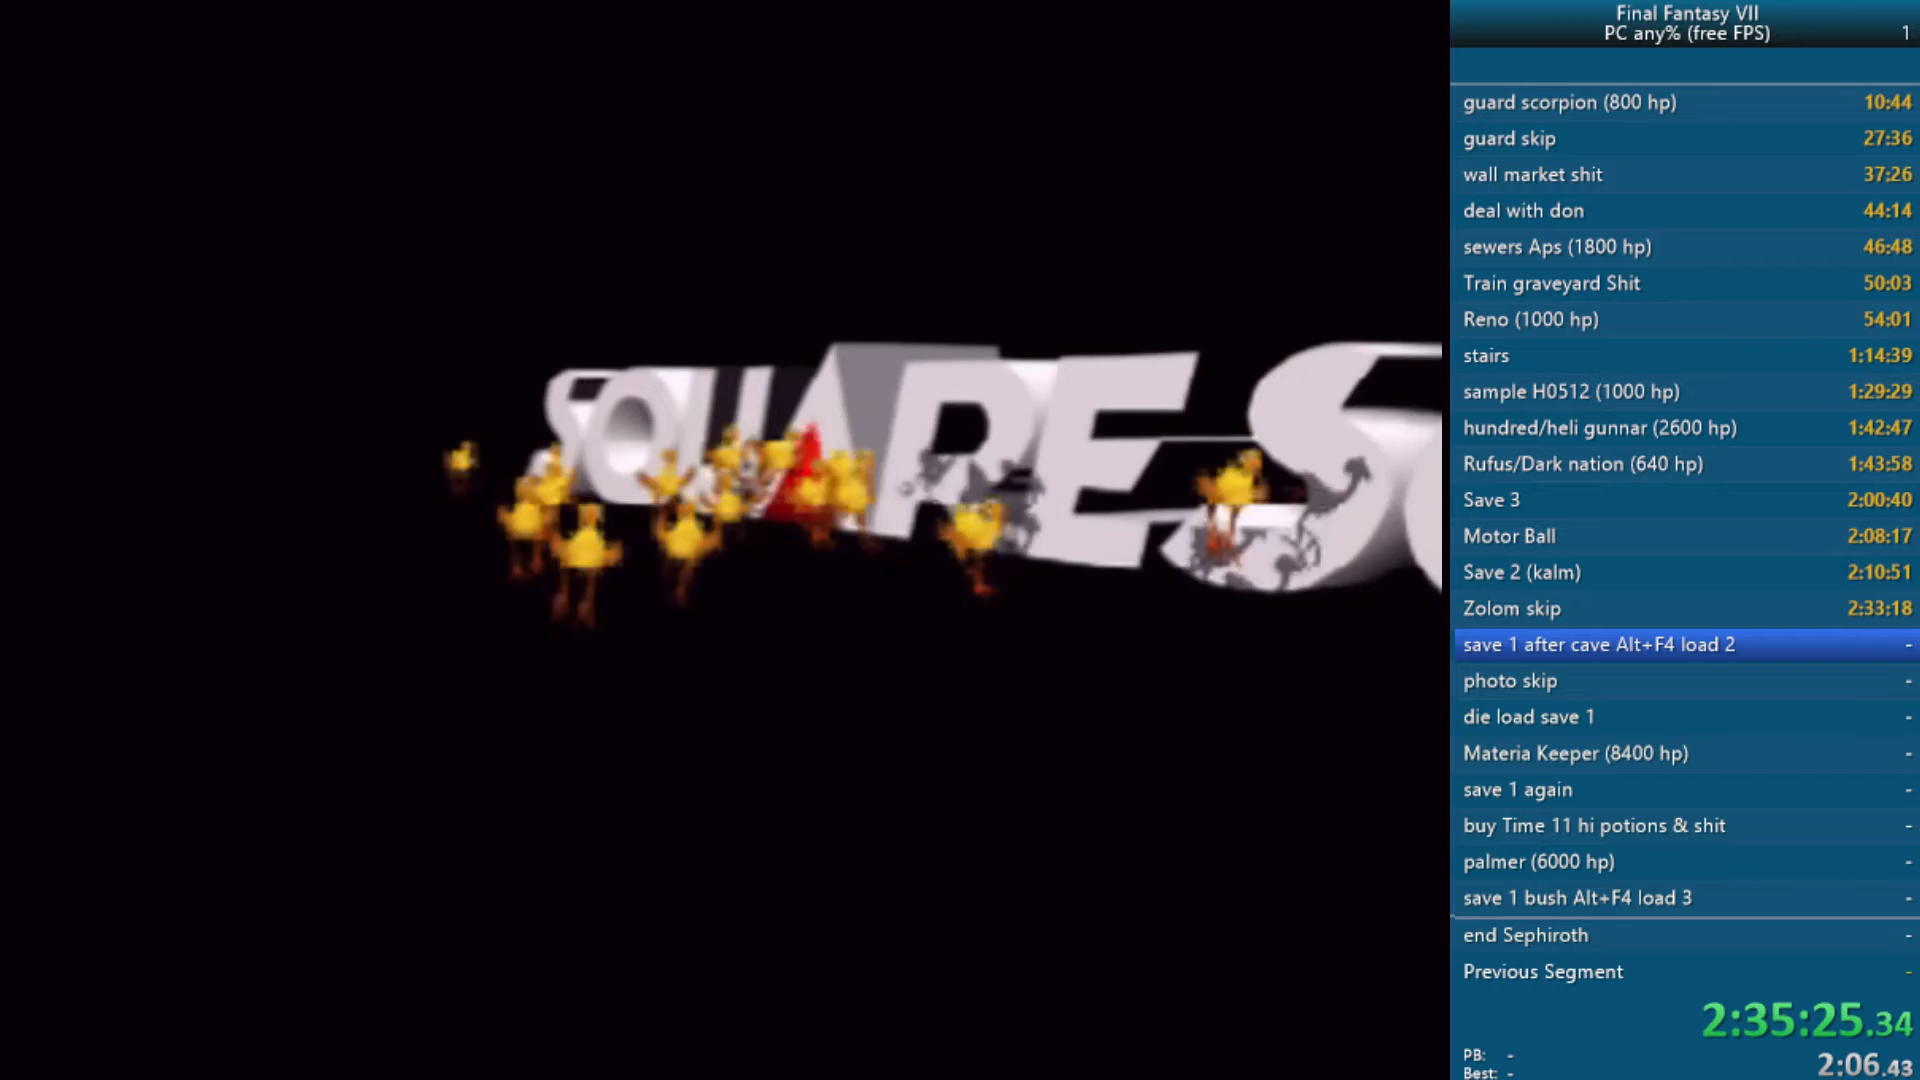 SQUARE SO
Final Fantasy VII
PC any% (free FPS) 1
guard scorpion (800 hp) 10:44
guard skip 27:36
wall market shit 37:26
deal with don 44:14
sewers Aps (1800 hp) 46:48
Train graveyard Shit 50:03
Reno (1000 hp) 54:01
stairs 1:14:39
sample H0512 (1000 hp) 1:29:29
hundred/heli gunnar (2600 hp) 1:42:47
Rufus/Dark nation (640 hp) 1:43:58
Save 3 2:00:40
Motor Ball 2:08:17
Save 2 (kalm) 2:10:51
Zolom skip 2:33:18
save 1 after cave Alt+F4 load 2 -
photo skip -
die load save 1 -
Materia Keeper (8400 hp) -
save 1 again -
buy Time 11 hi potions & shit -
palmer (6000 hp) -
save 1 bush Alt+F4 load 3 -
end Sephiroth -
Previous Segment -
2:35:25.34
PB: -
Best: -
2:06.43